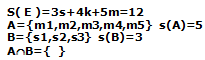 S( E )=3s+4k+5m=12
A={m1,m2,m3,m4,m5} s(A)=5
B={s1,s2,s3} s(B)=3
A∩B={ }